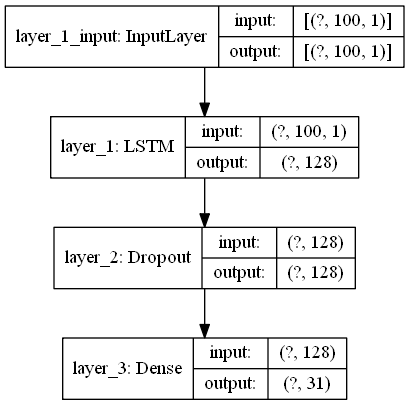 layer_1_input: InputLayer
input: [(?, 100, 1)]
output: [(?, 100, 1)]
layer_1: LSTM
input: (?, 100, 1)
output: (?, 128)
layer_2: Dropout
input: (?, 128)
output: (?, 128)
layer_3: Dense
input: (?, 128)
output: (?, 31)